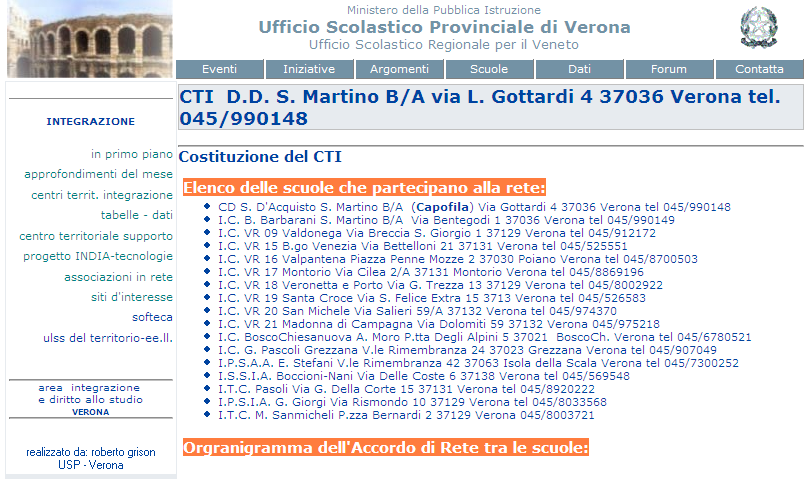 Ministero della Pubblica Istruzione
Ufficio Scolastico Provinciale di Verona
Ufficio Scolastico Regionale per il Veneto
Eventi Iniziative Argomenti Scuole Dati Forum Contatta
INTEGRAZIONE
in primo piano
approfondimenti del mese
centri territ. integrazione
tabelle - dati
centro territoriale supporto
progetto INDIA-tecnologie
associazioni in rete
siti d'interesse
softeca
ulss del territorio-ee.ll.
area integrazione
e diritto allo studio
VERONA
realizzato da: roberto grison
USP - Verona
CTI D.D. S. Martino B/A via L. Gottardi 4 37036 Verona tel.
045/990148
Costituzione del CTI
Elenco delle scuole che partecipano alla rete:
CD S. D'Acquisto S. Martino B/A (Capofila) Via Gottardi 4 37036 Verona tel 045/990148
I.C. B. Barbarani S. Martino B/A Via Bentegodi 1 37036 Verona tel 045/990149
I.C. VR 09 Valdonega Via Breccia S. Giorgio 1 37129 Verona tel 045/912172
I.C. VR 15 B.go Venezia Via Bettelloni 21 37131 Verona tel 045/525551
I.C. VR 16 Valpantena Piazza Penne Mozze 2 37030 Poiano Verona tel 045/8700503
I.C. VR 17 Montorio Via Cilea 2/A 37131 Montorio Verona tel 045/8869196
I.C. VR 18 Veronetta e Porto Via G. Trezza 13 37129 Verona tel 045/8002922
I.C. VR 19 Santa Croce Via S. Felice Extra 15 3713 Verona tel 045/526583
I.C. VR 20 San Michele Via Salieri 59/A 37132 Verona tel 045/974370
I.C. VR 21 Madonna di Campagna Via Dolomiti 59 37132 Verona 045/975218
I.C. BoscoChiesanuova A. Moro P.tta Degli Alpini 5 37021 BoscoCh. Verona tel 045/6780521
I.C. G. Pascoli Grezzana V.le Rimembranza 24 37023 Grezzana Verona tel 045/907049
I.P.S.A.A. E. Stefani V.le Rimembranza 42 37063 Isola della Scala Verona tel 045/7300252
I.S.S.I.A. Boccioni-Nani Via Delle Coste 6 37138 Verona tel 045/569548
I.T.C. Pasoli Via G. Della Corte 15 37131 Verona tel 045/8920222
I.P.S.I.A. G. Giorgi Via Rismondo 10 37129 Verona tel 045/8033568
I.T.C. M. Sanmicheli P.zza Bernardi 2 37129 Verona 045/8003721
Orgranigramma dell'Accordo di Rete tra le scuole: